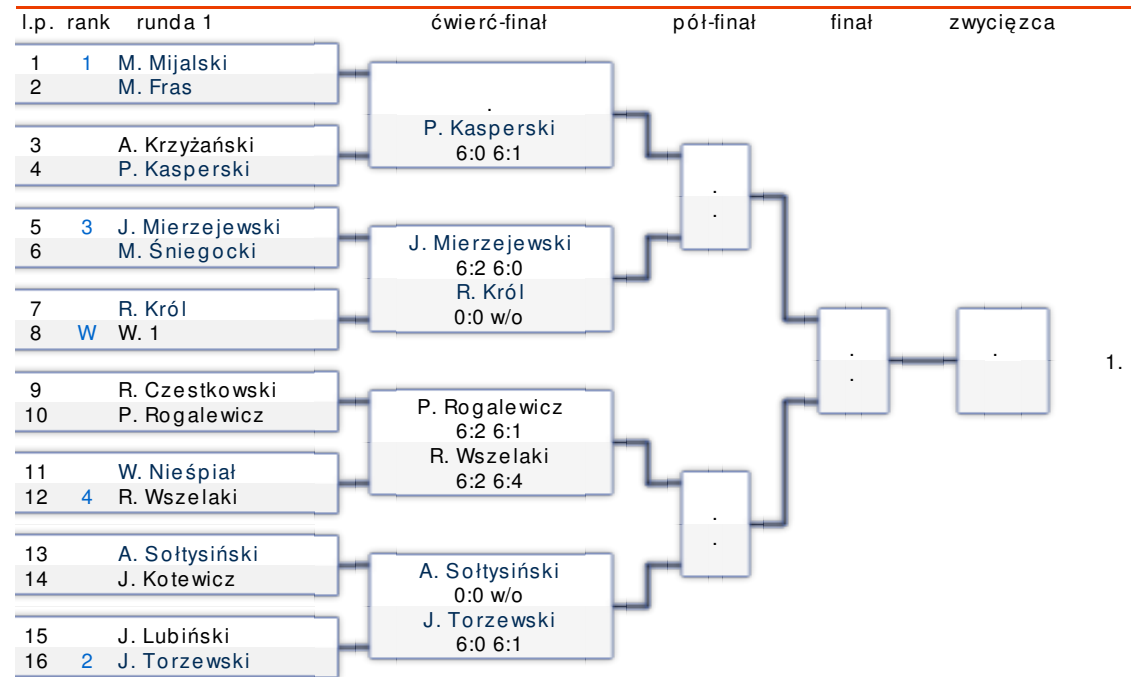 l.p. rank runda 1 ćwierć-finał pół-finał finał zwycięzca
1 1 M. Mijalski
2 M. Fras
.
P. Kasperski
6:0 6:1
3 A. Krzyżański
4 P. Kasperski
.
.
5 3 J. Mierzejewski
6 M. Śniegocki
J. Mierzejewski
6:2 6:0
R. Król
0:0 w/o
7 R. Król
8 W W. 1
.
.
.
1.
9 R. Czestkowski
10 P. Rogalewicz
P. Rogalewicz
6:2 6:1
R. Wszelaki
6:2 6:4
11 W. Nieśpiał
12 4 R. Wszelaki
.
.
13 A. Sołtysiński
14 J. Kotewicz
A. Sołtysiński
0:0 w/o
J. Torzewski
6:0 6:1
15 J. Lubiński
16 2 J. Torzewski